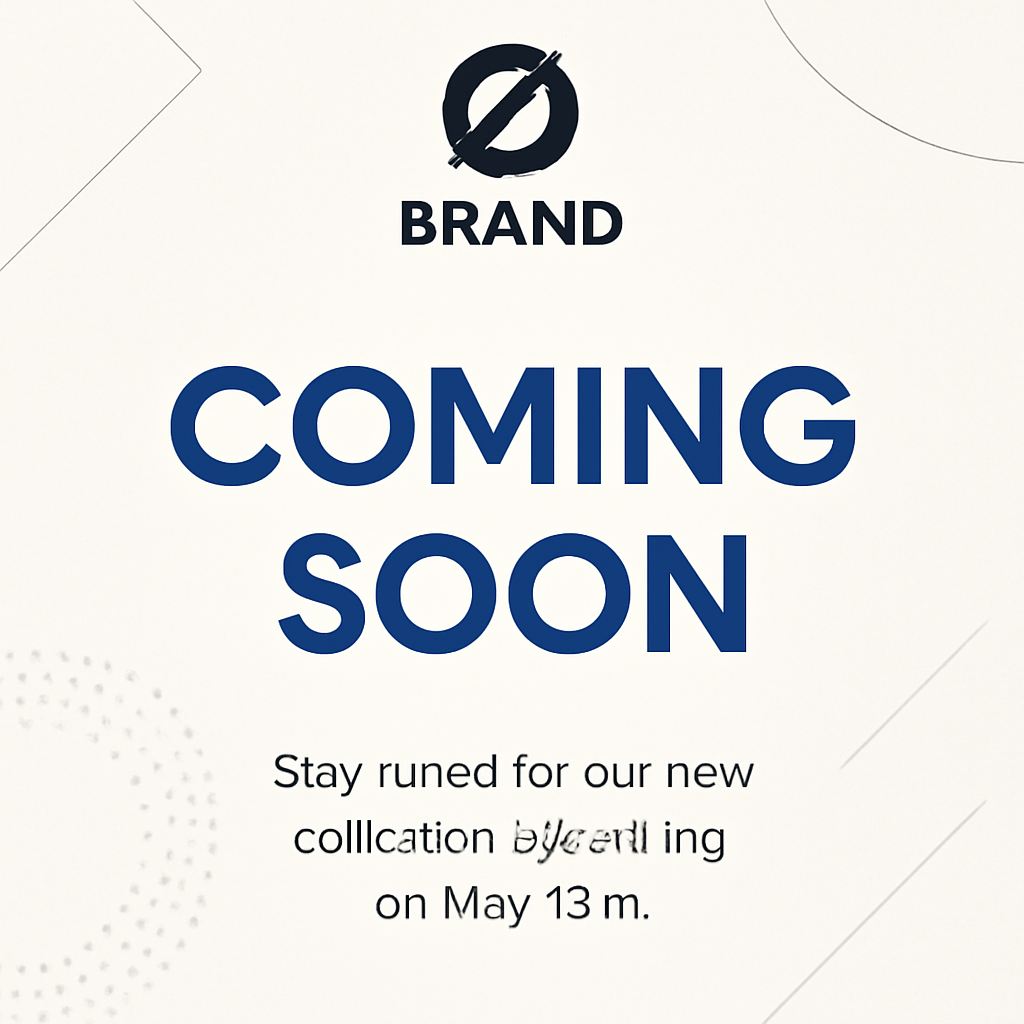 BRAND
COMING
SOON
Stay runed for our new
colllcation ing
on May 13 m.